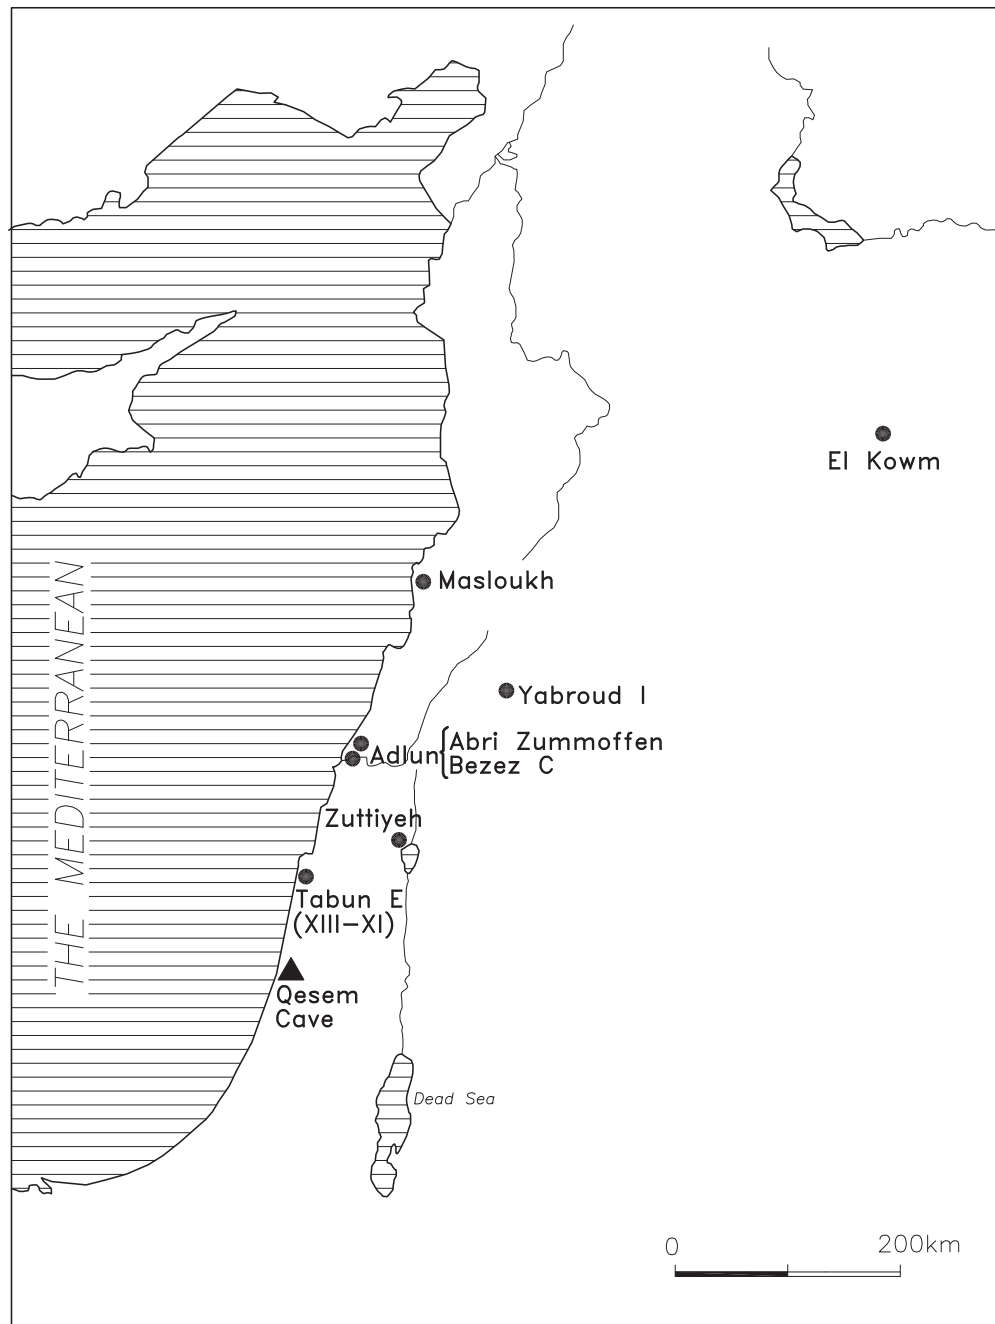 El Kowm
THE MEDITERRANEAN
Masloukh
Yabroud I
Adlun
Abri Zummoffen
Bezez C
Zuttiyeh
Tabun E
(XIII-XI)
Qesem
Cave
Dead Sea
0 200km